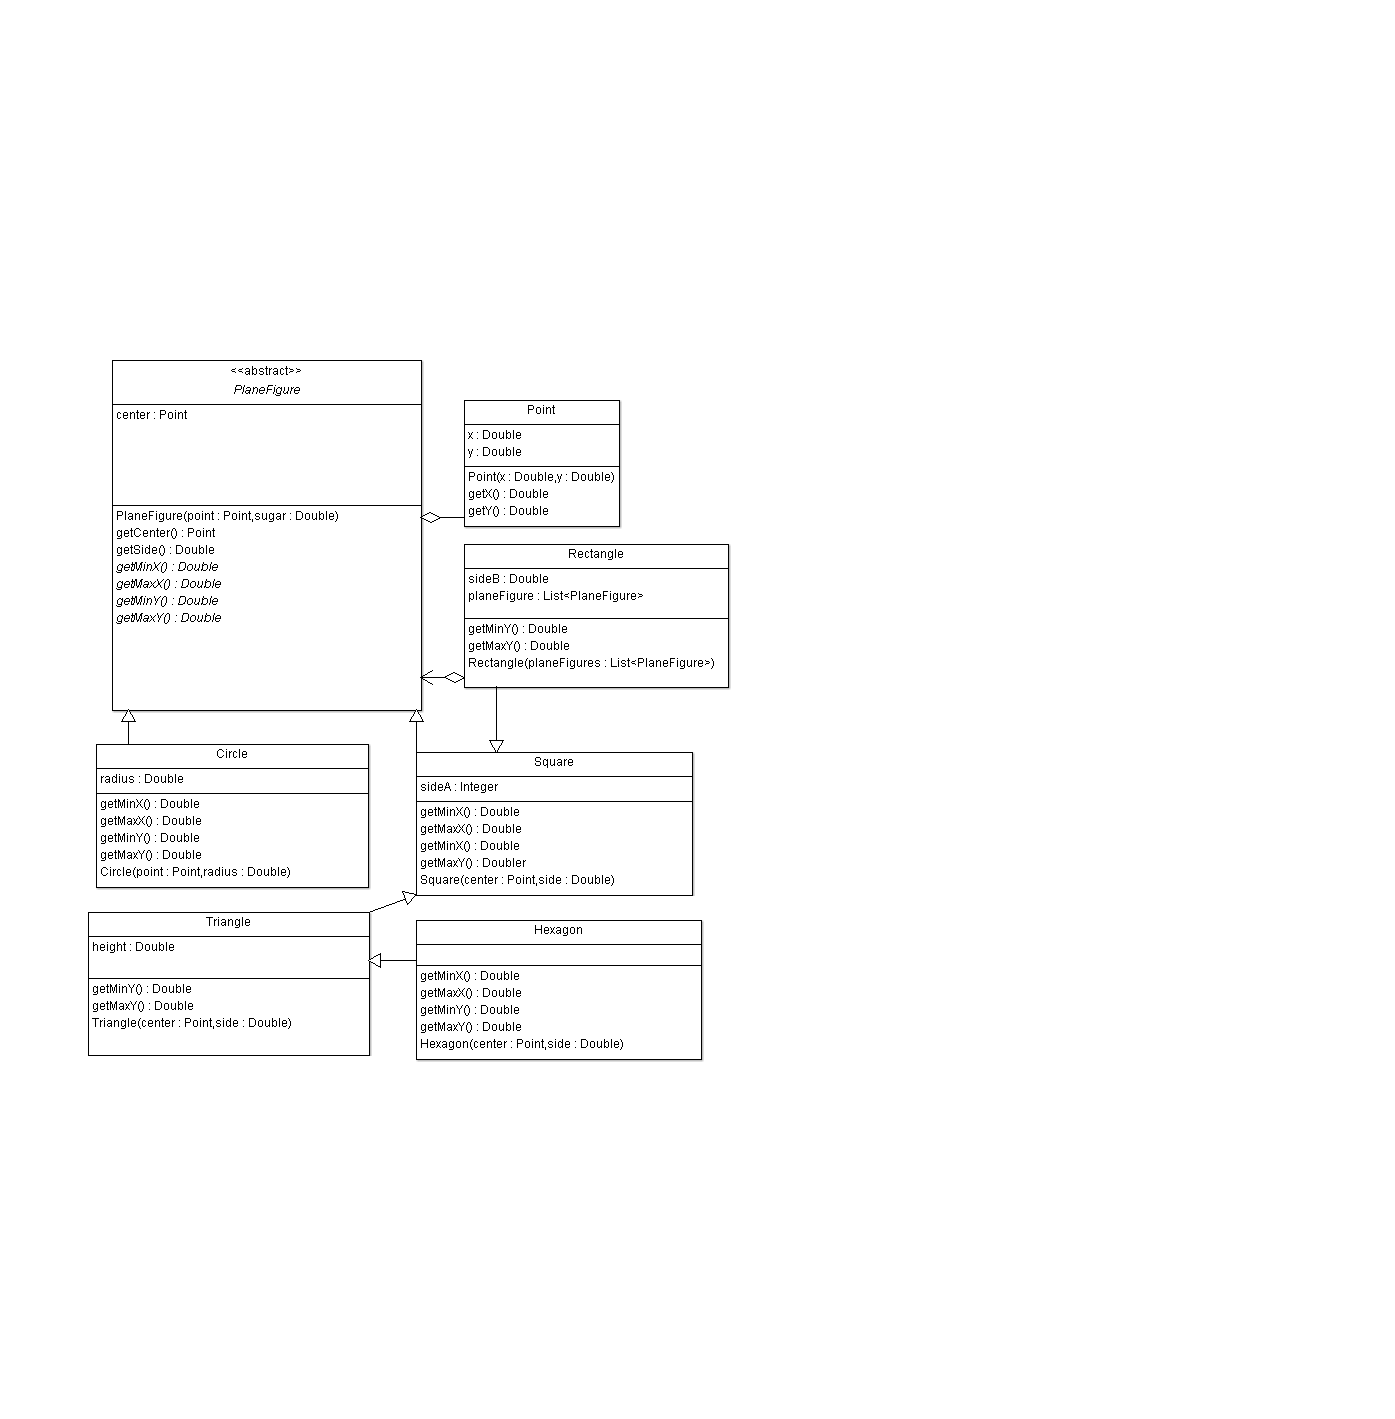 <<abstract>>
PlaneFigure
center : Point
PlaneFigure(point : Point,sugar : Double)
getCenter() : Point
getSide() : Double
getMinX() : Double
getMaxX() : Double
getMinY() : Double
getMaxY() : Double
Point
x : Double
y : Double
Point(x : Double,y : Double)
getX() : Double
getY() : Double
Rectangle
sideB : Double
planeFigure : List<PlaneFigure>
getMinY() : Double
getMaxY() : Double
Rectangle(planeFigures : List<PlaneFigure>)
Circle
radius : Double
getMinX() : Double
getMaxX() : Double
getMinY() : Double
getMaxY() : Double
Circle(point : Point,radius : Double)
Square
sideA : Integer
getMinX() : Double
getMaxX() : Double
getMinX() : Double
getMaxY() : Doubler
Square(center : Point,side : Double)
Triangle
height : Double
getMinY() : Double
getMaxY() : Double
Triangle(center : Point,side : Double)
Hexagon
getMinX() : Double
getMaxX() : Double
getMinY() : Double
getMaxY() : Double
Hexagon(center : Point,side : Double)